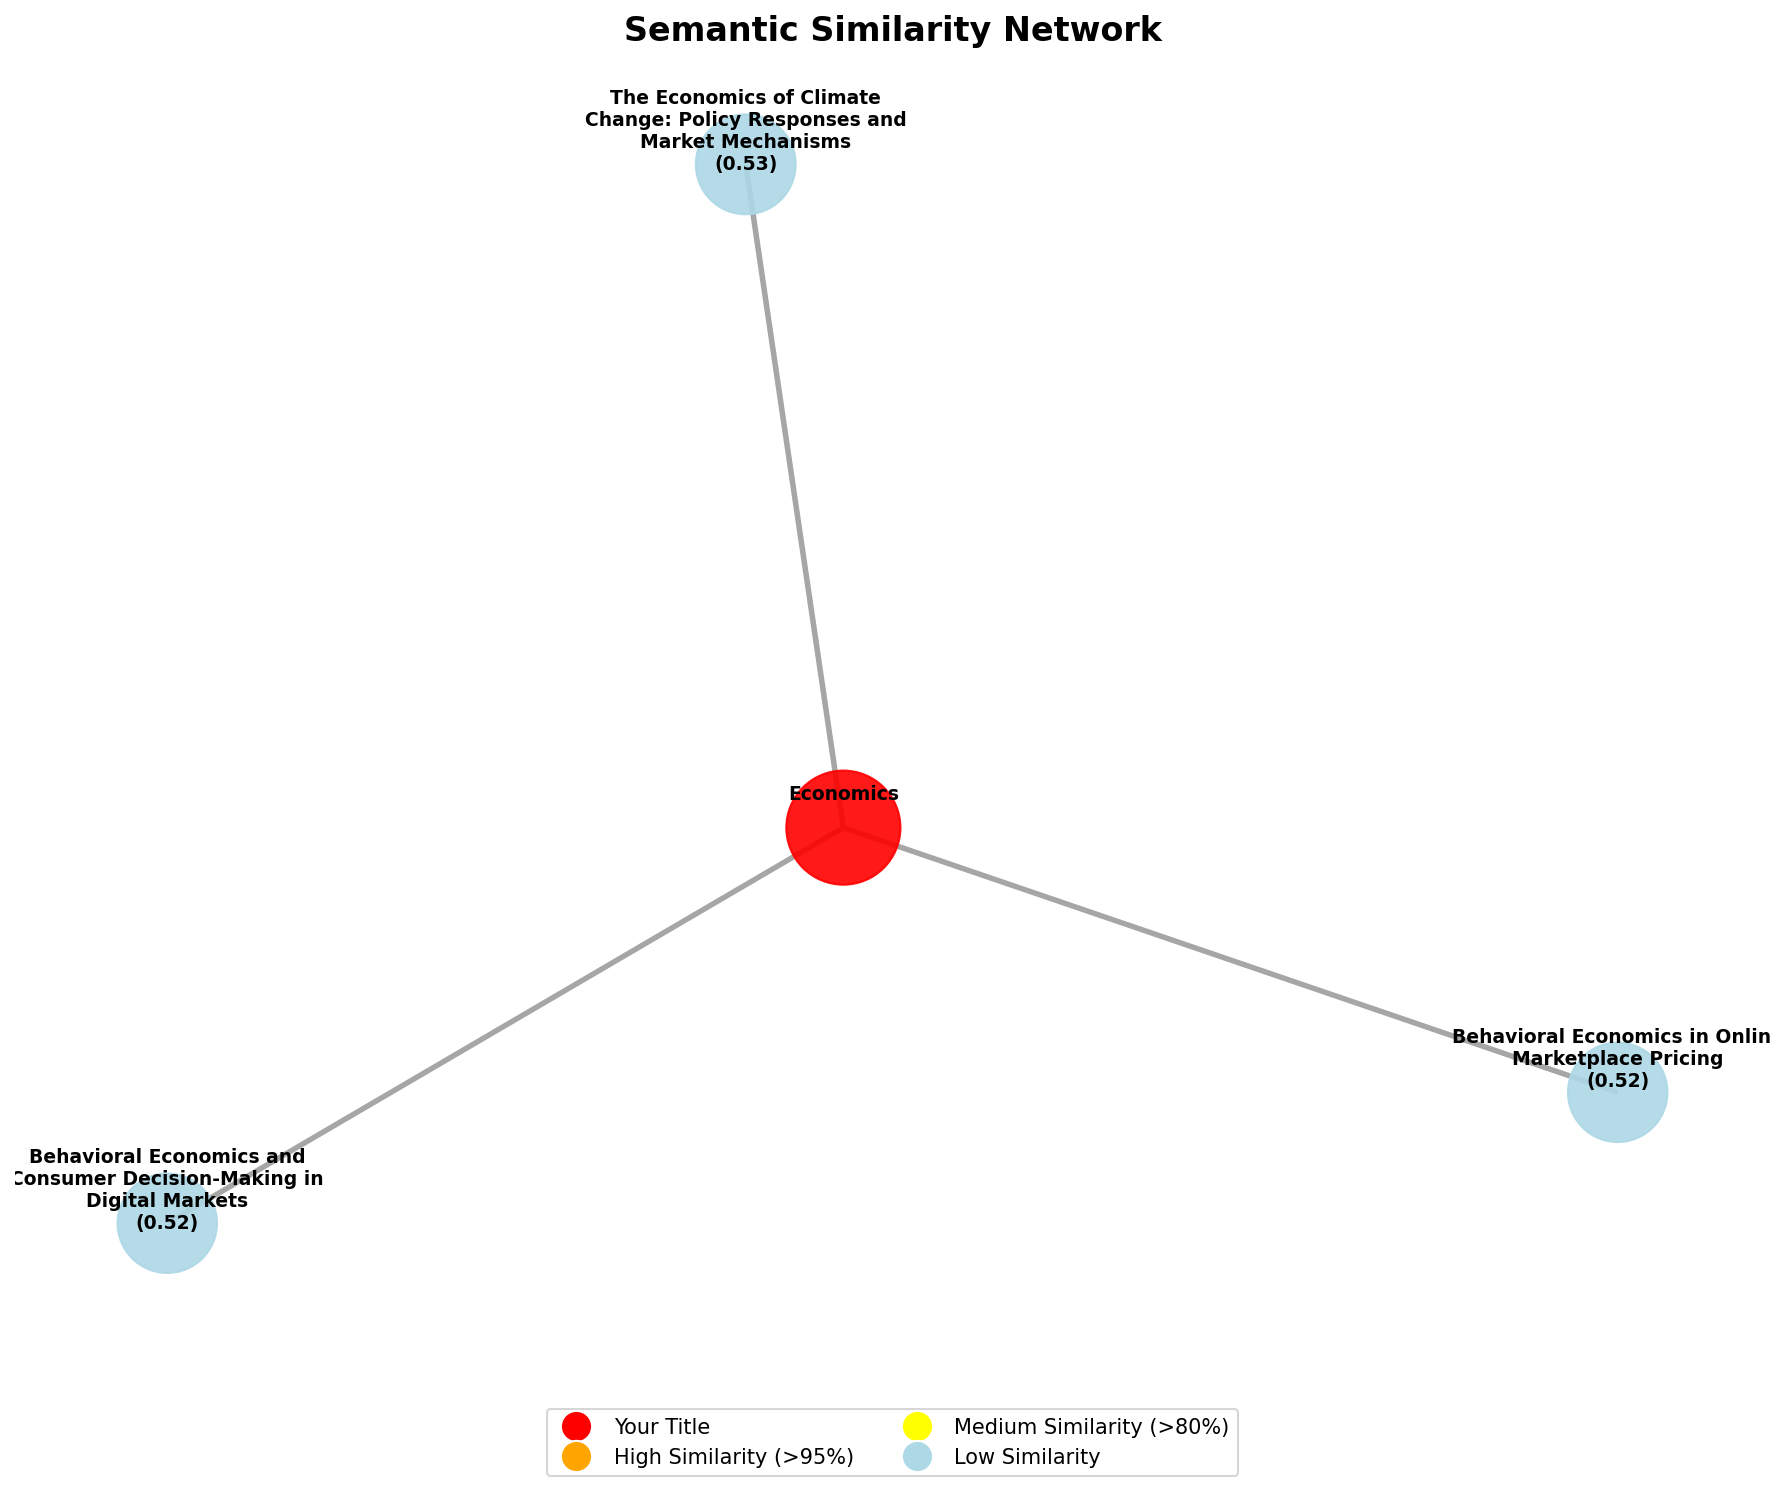 Semantic Similarity Network
The Economics of Climate
Change: Policy Responses and
Market Mechanisms
(0.53)
Economics
Behavioral Economics in Onlin
Marketplace Pricing
(0.52)
Behavioral Economics and
Consumer Decision-Making in
Digital Markets
(0.52)
Your Title
High Similarity (>95%)
Medium Similarity (>80%)
Low Similarity